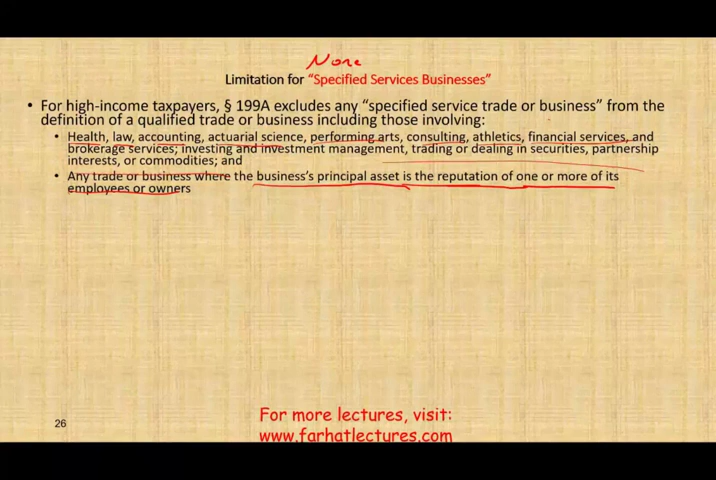 None
Limitation for "Specified Services Businesses"
• For high-income taxpayers, § 199A excludes any "specified service trade or business" from the
definition of a qualified trade or business including those involving:
• Health, law, accounting, actuarial science, performing arts, consulting, athletics, financial services, and
brokerage services; investing and investment management, trading or dealing in securities, partnership
interests, or commodities; and
• Any trade or business where the business's principal asset is the reputation of one or more of its
employees or owners
26
For more lectures, visit:
www.farhatlectures.com